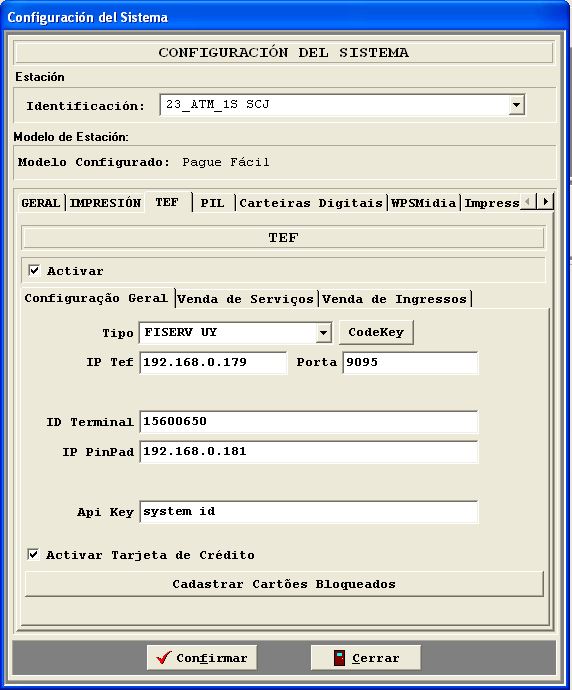 Configuración del Sistema
CONFIGURACIÓN DEL SISTEMA
Estación
Identificación: 23_ATM_1S SCJ
Modelo de Estación:
Modelo Configurado: Pague Fácil
GERAL IMPRESIÓN TEF PIL Carteiras Digitais WPSMidia Impress
TEF
Activar
Configuração Geral Venda de Serviços Venda de Ingressos
Tipo FISERV UY CodeKey
IP Tef 192.168.0.179 Porta 9095
ID Terminal 15600650
IP PinPad 192.168.0.181
Api Key system id
Activar Tarjeta de Crédito
Cadastrar Cartões Bloqueados
Confirmar Cerrar